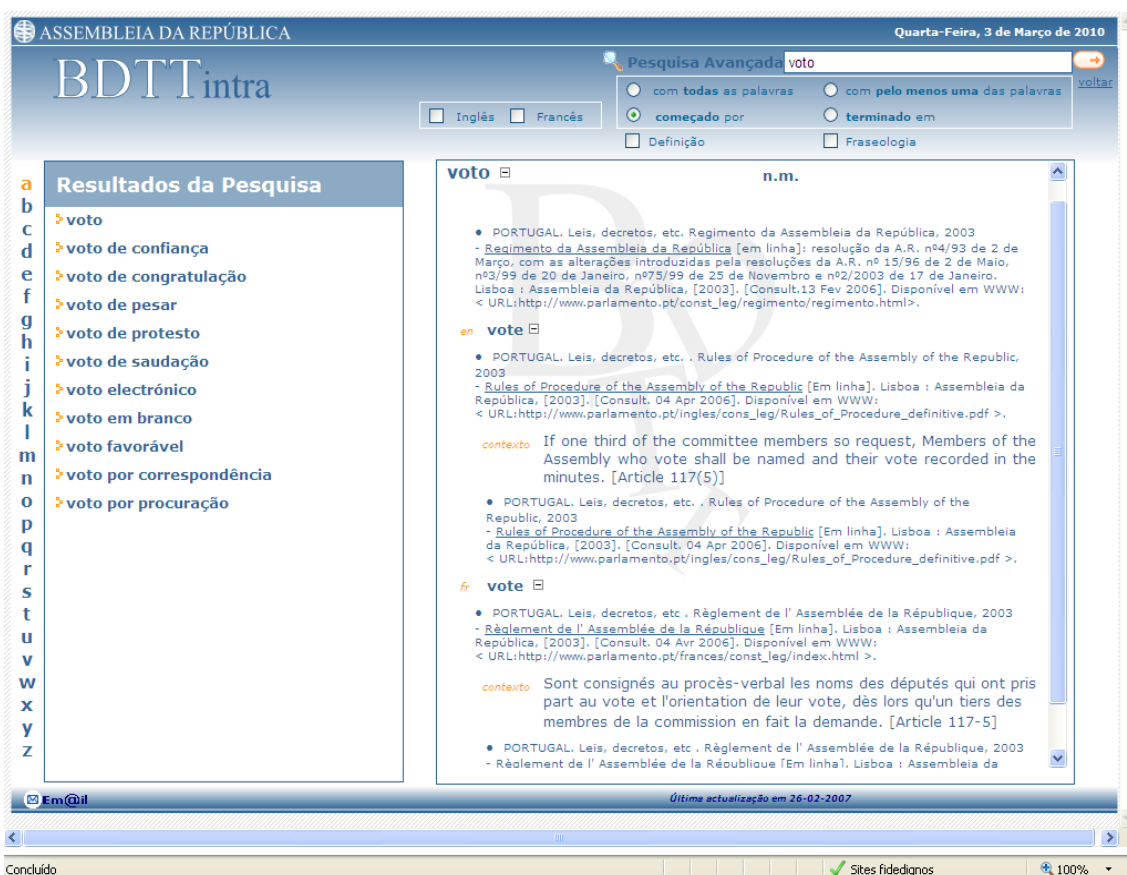 ASSEMBLEIA DA REPÚBLICA
Quarta-Feira, 3 de Março de 2010
BDTTintra
Pesquisa Avançada voto
voltar
com todas as palavras
com pelo menos uma das palavras
Inglês Francês
começado por
terminado em
Definição
Fraseologia
a
b
c
d
e
f
g
h
i
j
k
l
m
n
o
p
q
r
s
t
u
v
w
x
y
z
Resultados da Pesquisa
voto
voto de confiança
voto de congratulação
voto de pesar
voto de protesto
voto de saudação
voto electrónico
voto em branco
voto favorável
voto por correspondência
voto por procuração
voto n.m.
• PORTUGAL. Leis, decretos, etc. Regimento da Assembleia da República, 2003
- Regimento da Assembleia da República [em linha]: resolução da A.R. nº4/93 de 2 de
Março, com as alterações introduzidas pela resoluções da A.R. nº 15/96 de 2 de Maio,
nº3/99 de 20 de Janeiro, nº75/99 de 25 de Novembro e nº2/2003 de 17 de Janeiro.
Lisboa : Assembleia da República, [2003]. [Consult.13 Fev 2006]. Disponível em WWW:
< URL:http://www.parlamento.pt/const_leg/regimento/regimento.html>.
en vote
• PORTUGAL. Leis, decretos, etc. . Rules of Procedure of the Assembly of the Republic,
2003
- Rules of Procedure of the Assembly of the Republic [Em linha]. Lisboa : Assembleia da
República, [2003]. [Consult. 04 Apr 2006]. Disponível em WWW:
< URL:http://www.parlamento.pt/ingles/cons_leg/Rules_of_Procedure_definitive.pdf >.
contexto If one third of the committee members so request, Members of the
Assembly who vote shall be named and their vote recorded in the
minutes. [Article 117(5)]
• PORTUGAL. Leis, decretos, etc. . Rules of Procedure of the Assembly of the
Republic, 2003
- Rules of Procedure of the Assembly of the Republic [Em linha]. Lisboa : Assembleia
da República, [2003]. [Consult. 04 Apr 2006]. Disponível em WWW:
< URL:http://www.parlamento.pt/ingles/cons_leg/Rules_of_Procedure_definitive.pdf >.
fr vote
• PORTUGAL. Leis, decretos, etc . Règlement de l' Assemblée de la République, 2003
- Règlement de l' Assemblée de la République [Em linha]. Lisboa : Assembleia da
República, [2003]. [Consult. 04 Avr 2006]. Disponível em WWW:
< URL:http://www.parlamento.pt/frances/const_leg/index.html >.
contexto Sont consignés au procès-verbal les noms des députés qui ont pris
part au vote et l'orientation de leur vote, dès lors qu'un tiers des
membres de la commission en fait la demande. [Article 117-5]
• PORTUGAL. Leis, decretos, etc . Règlement de l' Assemblée de la République, 2003
- Règlement de l' Assemblée de la République [Em linha]. Lisboa : Assembleia da
Em@il
Última actualização em 26-02-2007
Concluído
Sites fidedignos
100%